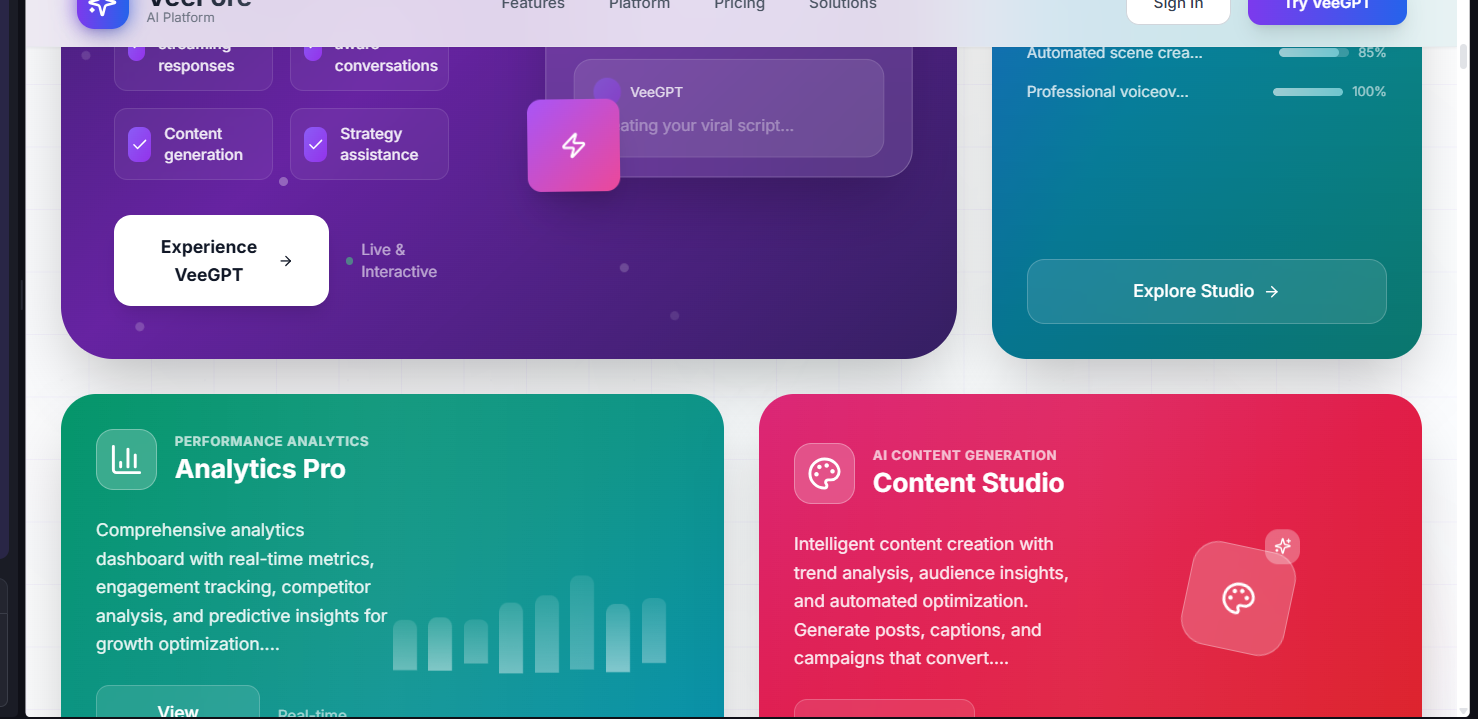 VeeFore
AI Platform
Features
Platform
Pricing
Solutions
Sign In
Try VeeGPT
streaming
responses
aware
conversations
Content
generation
Strategy
assistance
Experience
VeeGPT
Live &
Interactive
VeeGPT
ating your viral script...
Automated scene crea...
85%
Professional voiceov...
100%
Explore Studio
PERFORMANCE ANALYTICS
Analytics Pro
Comprehensive analytics
dashboard with real-time metrics,
engagement tracking, competitor
analysis, and predictive insights for
growth optimization....
View
Real-time
AI CONTENT GENERATION
Content Studio
Intelligent content creation with
trend analysis, audience insights,
and automated optimization.
Generate posts, captions, and
campaigns that convert....